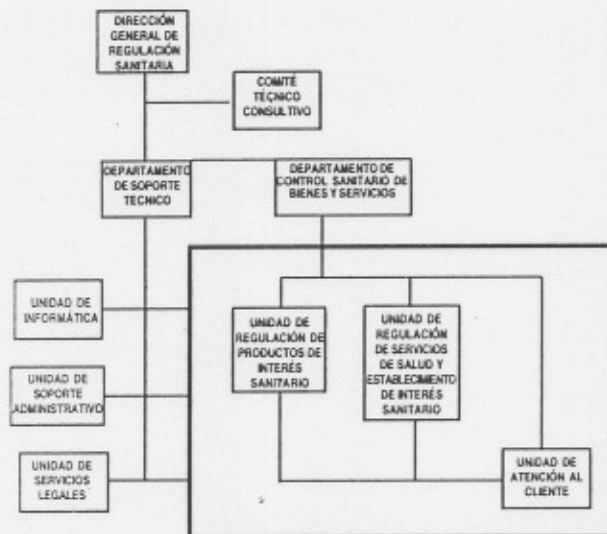 DIRECCIÓN
GENERAL DE
REGULACIÓN
SANITARIA
COMITÉ
TÉCNICO
CONSULTIVO
DEPARTAMENTO
DE SOPORTE
TÉCNICO
DEPARTAMENTO DE
CONTROL SANITARIO DE
BIENES Y SERVICIOS
UNIDAD DE
INFORMÁTICA
UNIDAD DE
REGULACIÓN DE
PRODUCTOS DE
INTERÉS
SANITARIO
UNIDAD DE
REGULACIÓN
DE SERVICIOS
DE SALUD Y
ESTABLECIMIENTO
DE INTERÉS
SANITARIO
UNIDAD DE
SOPORTE
ADMINISTRATIVO
UNIDAD DE
SERVICIOS
LEGALES
UNIDAD DE
ATENCIÓN AL
CLIENTE